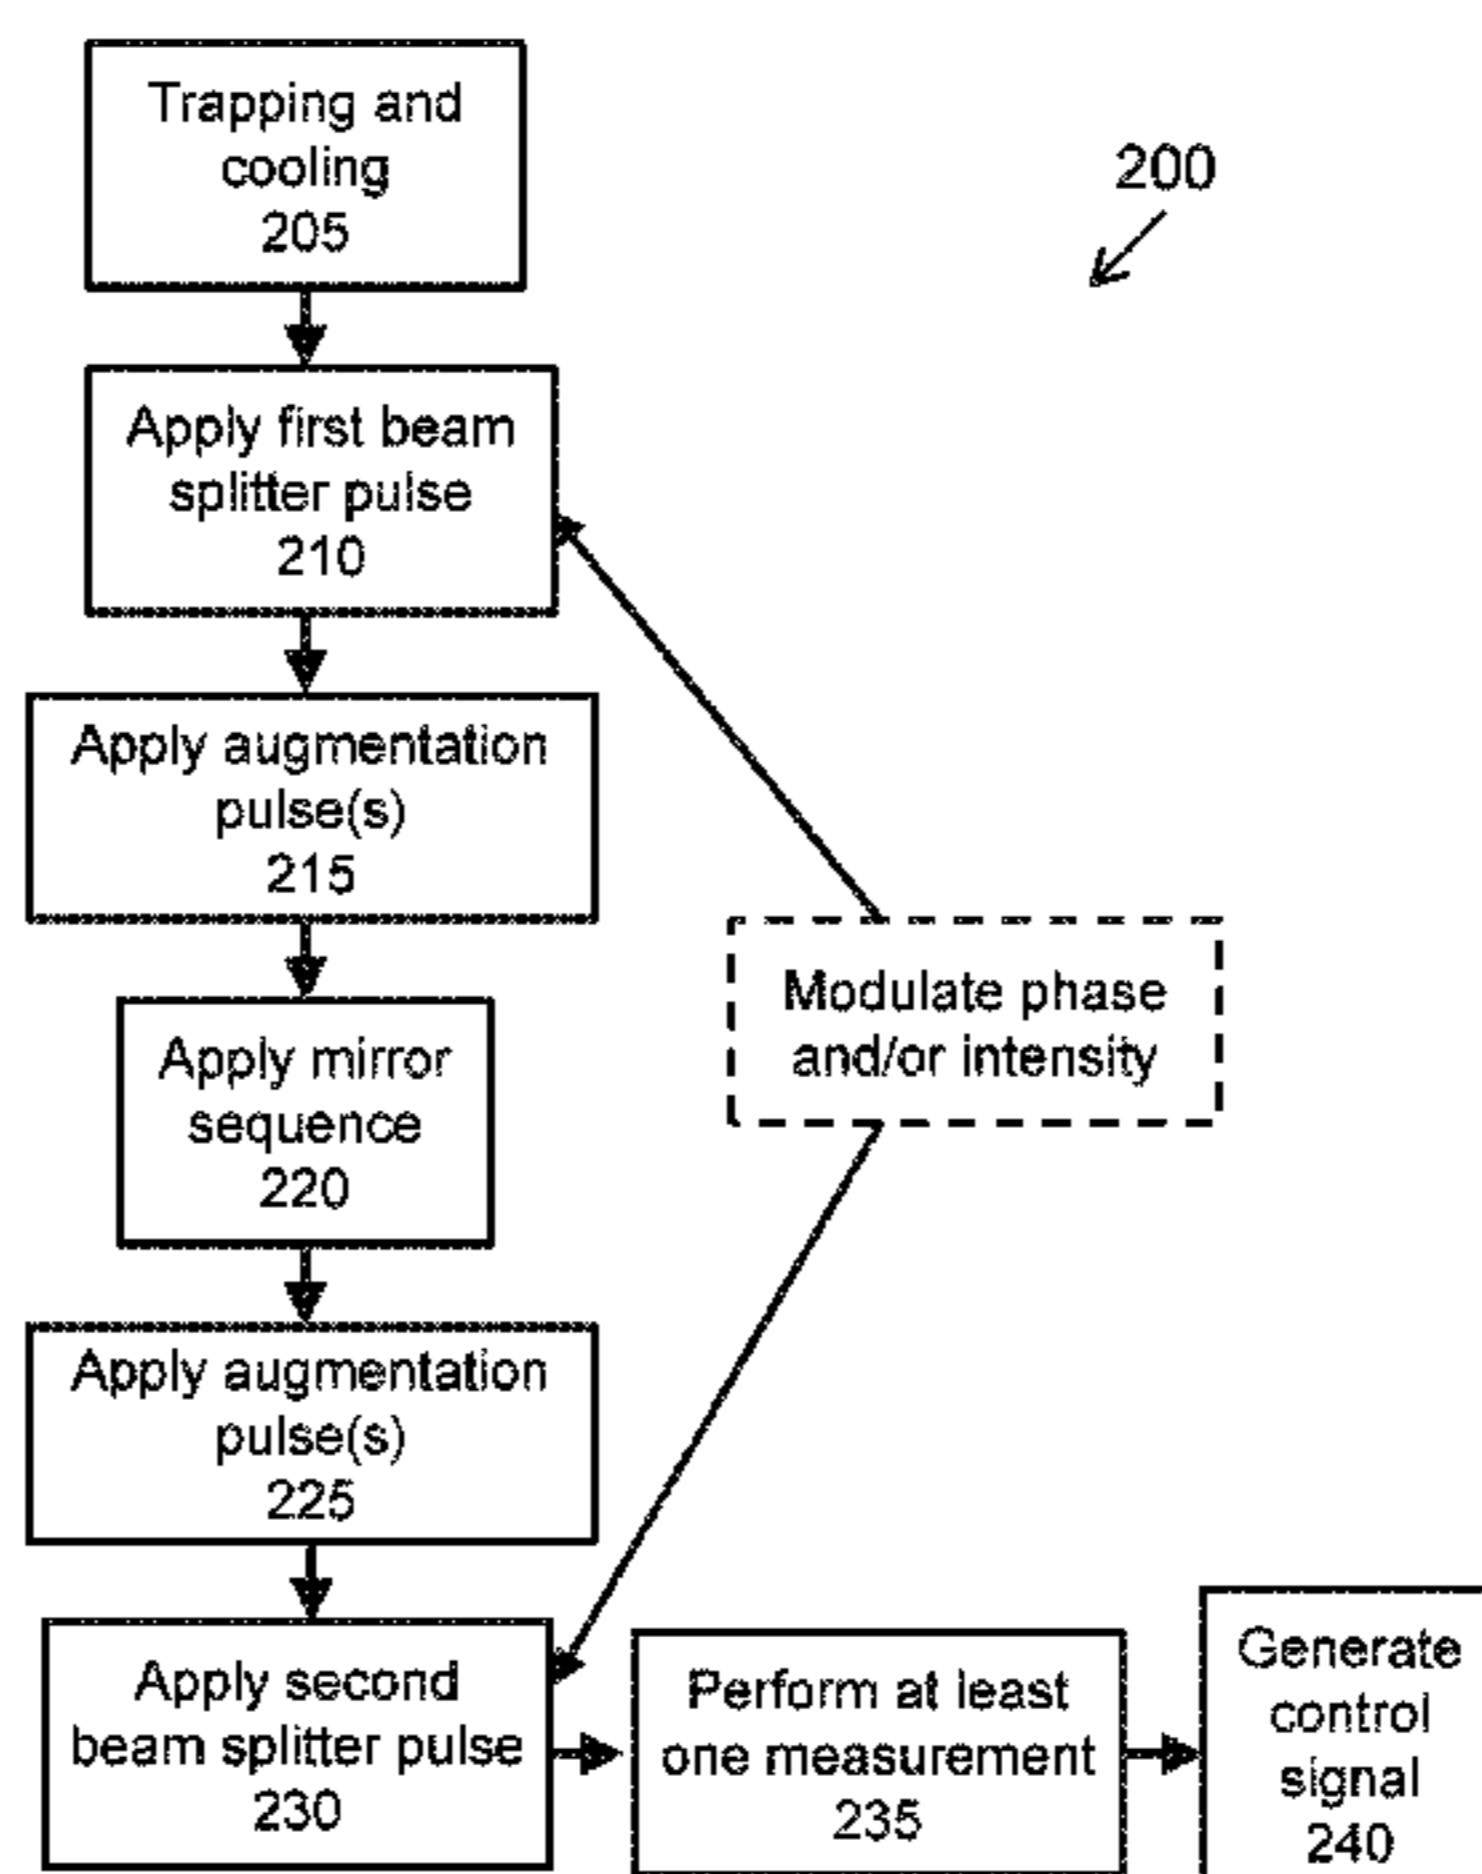 Trapping and
cooling
205
200
Apply first beam
splitter pulse
210
Apply augmentation
pulse(s)
215
Modulate phase
and/or intensity
Apply mirror
sequence
220
Apply augmentation
pulse(s)
225
Apply second
beam splitter pulse
230
Perform at least
one measurement
235
Generate
control
signal
240